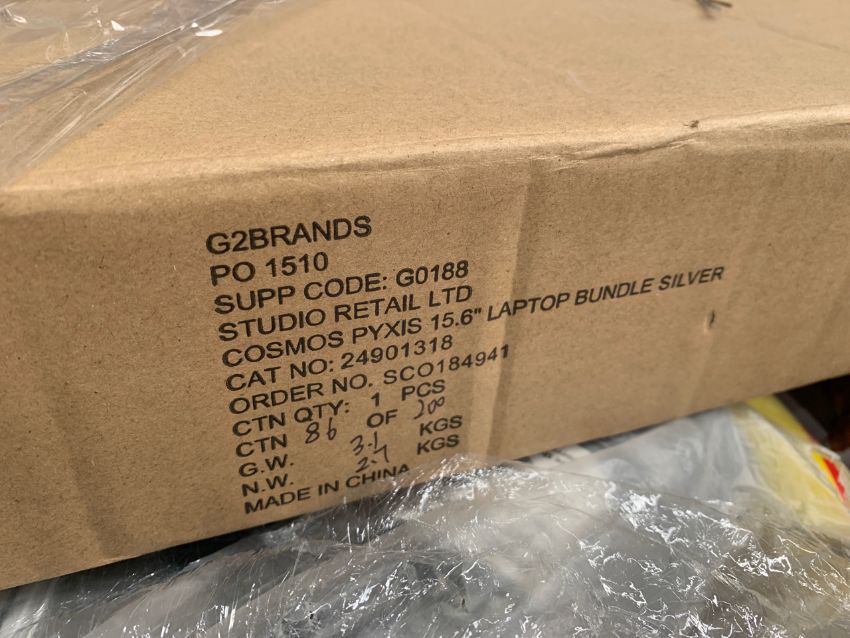 G2BRANDS
PO 1510
SUPP CODE: G0188
STUDIO RETAIL LTD
COSMOS PYXIS 15.6" LAPTOP BUNDLE SILVER
CAT NO: 24901318
ORDER NO. SCO184941
CTN QTY: 1 PCS
CTN 86 OF 200
G.W. 3.1 KGS
N.W. 2.7 KGS
MADE IN CHINA